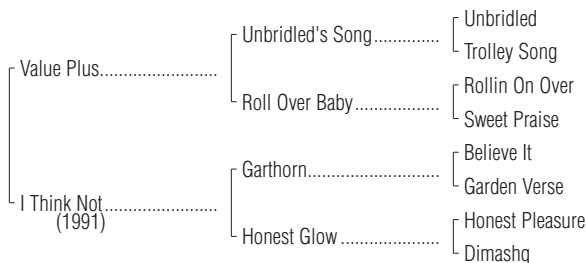 Unbridled
Unbridled's Song..............
Trolley Song
Value Plus.........................
Rollin On Over
Roll Over Baby ..................
Sweet Praise
Believe It
Garthorn.............................
Garden Verse
I Think Not........................
(1991)
Honest Pleasure
Honest Glow .....................
Dimashq